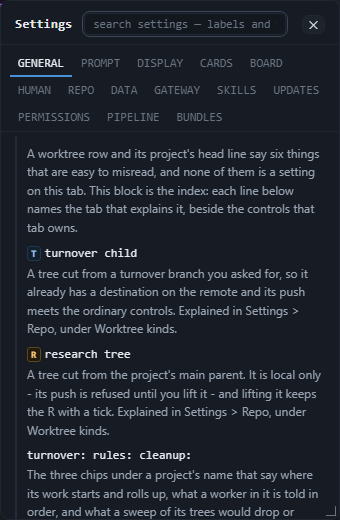 Settings
search settings — labels and
×
GENERAL PROMPT DISPLAY CARDS BOARD
HUMAN REPO DATA GATEWAY SKILLS UPDATES
PERMISSIONS PIPELINE BUNDLES
A worktree row and its project's head line say six things
that are easy to misread, and none of them is a setting
on this tab. This block is the index: each line below
names the tab that explains it, beside the controls that
tab owns.
T turnover child
A tree cut from a turnover branch you asked for, so it
already has a destination on the remote and its push
meets the ordinary controls. Explained in Settings >
Repo, under Worktree kinds.
R research tree
A tree cut from the project's main parent. It is local only
- its push is refused until you lift it - and lifting it keeps
the R with a tick. Explained in Settings > Repo, under
Worktree kinds.
turnover: rules: cleanup:
The three chips under a project's name that say where
its work starts and rolls up, what a worker in it is told in
order, and what a sweep of its trees would drop or